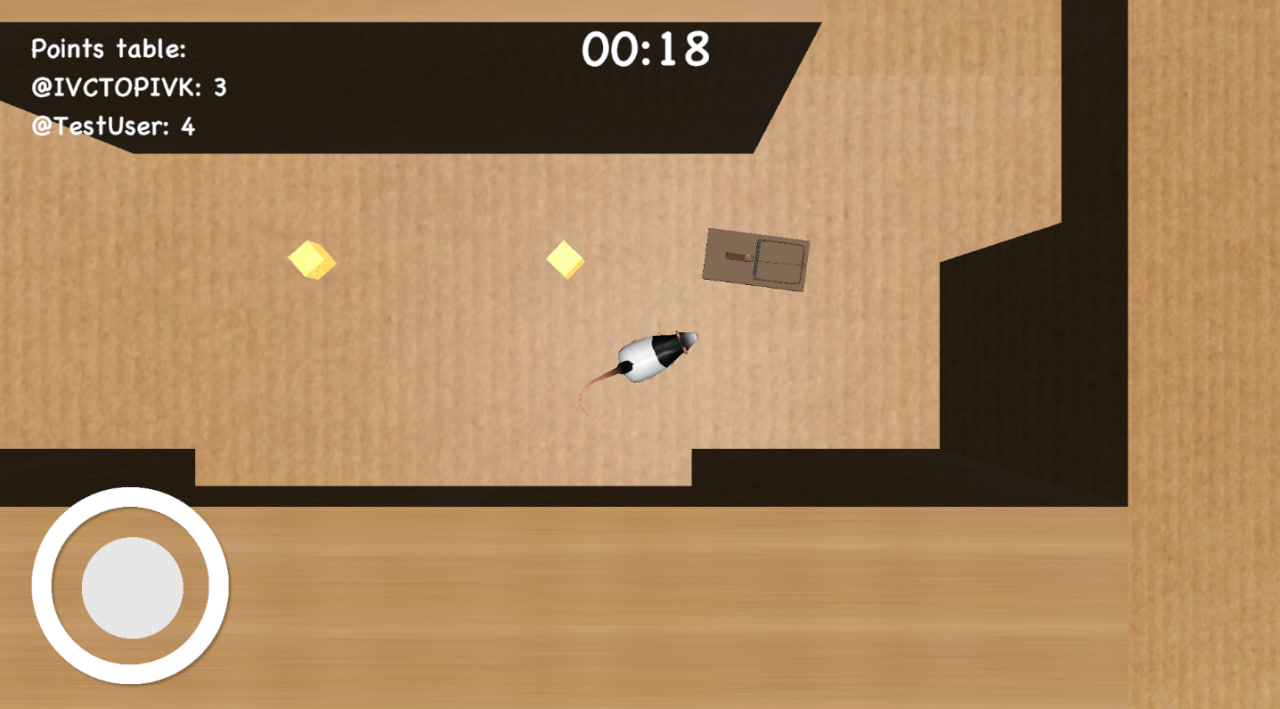 Points table:
00:18
@IVCTOPIVK: 3
@TestUser: 4